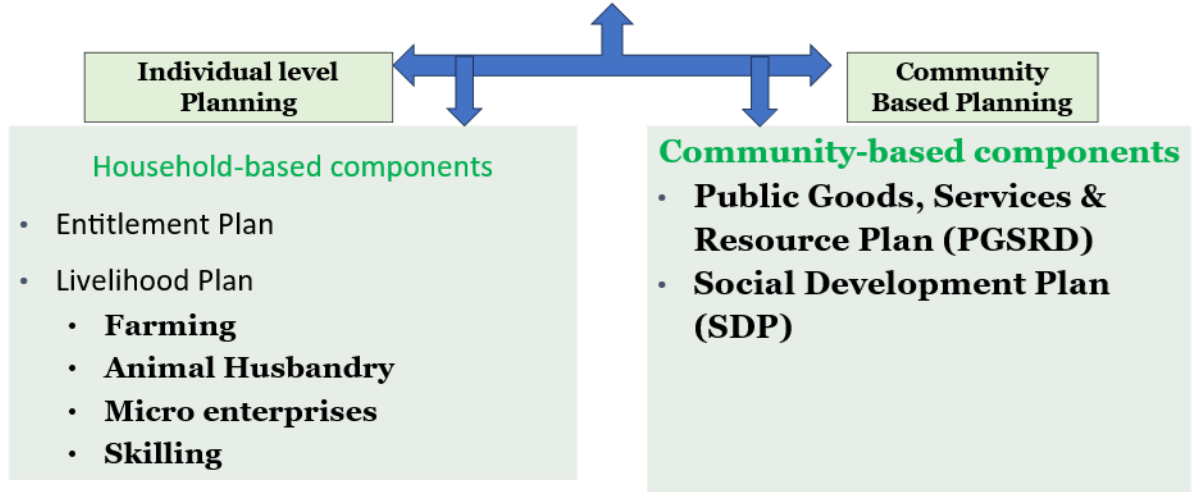 Individual level
Planning
Community
Based Planning
Household-based components
• Entitlement Plan
• Livelihood Plan
• Farming
• Animal Husbandry
• Micro enterprises
• Skilling
Community-based components
• Public Goods, Services &
Resource Plan (PGSRD)
• Social Development Plan
(SDP)